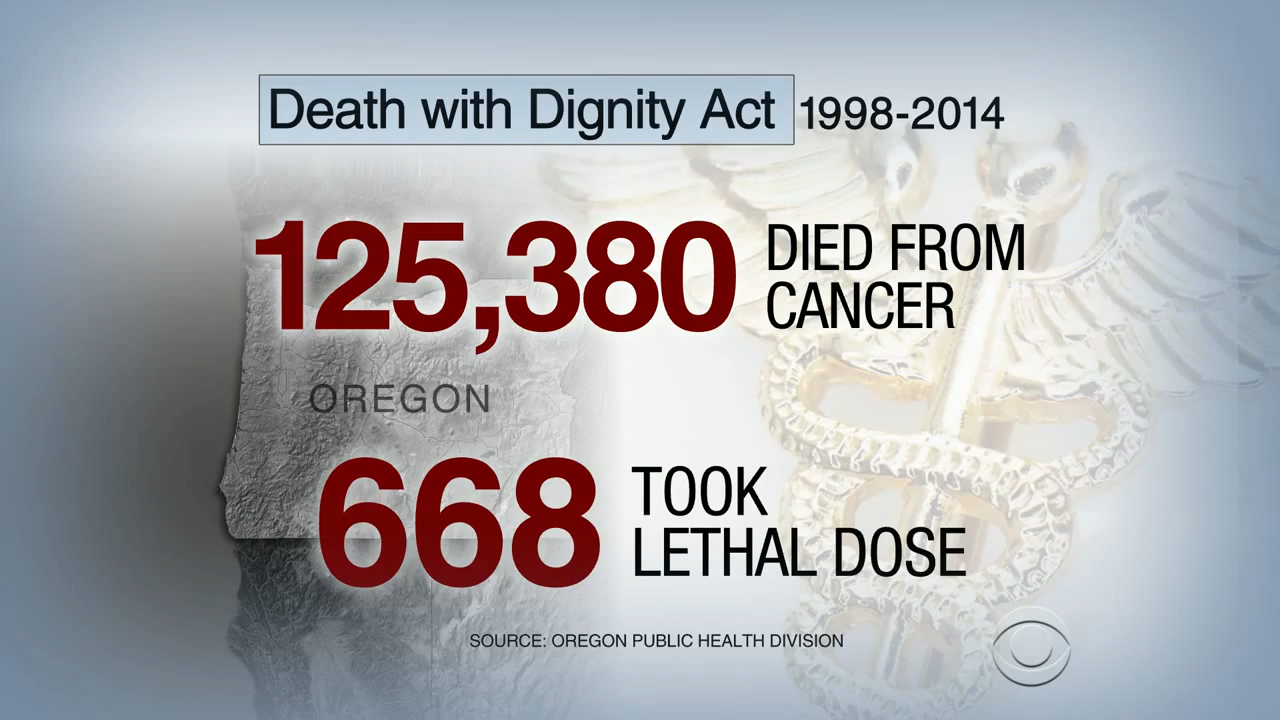 Death with Dignity Act 1998-2014
125,380 DIED FROM
CANCER
OREGON
668 TOOK
LETHAL DOSE
SOURCE: OREGON PUBLIC HEALTH DIVISION